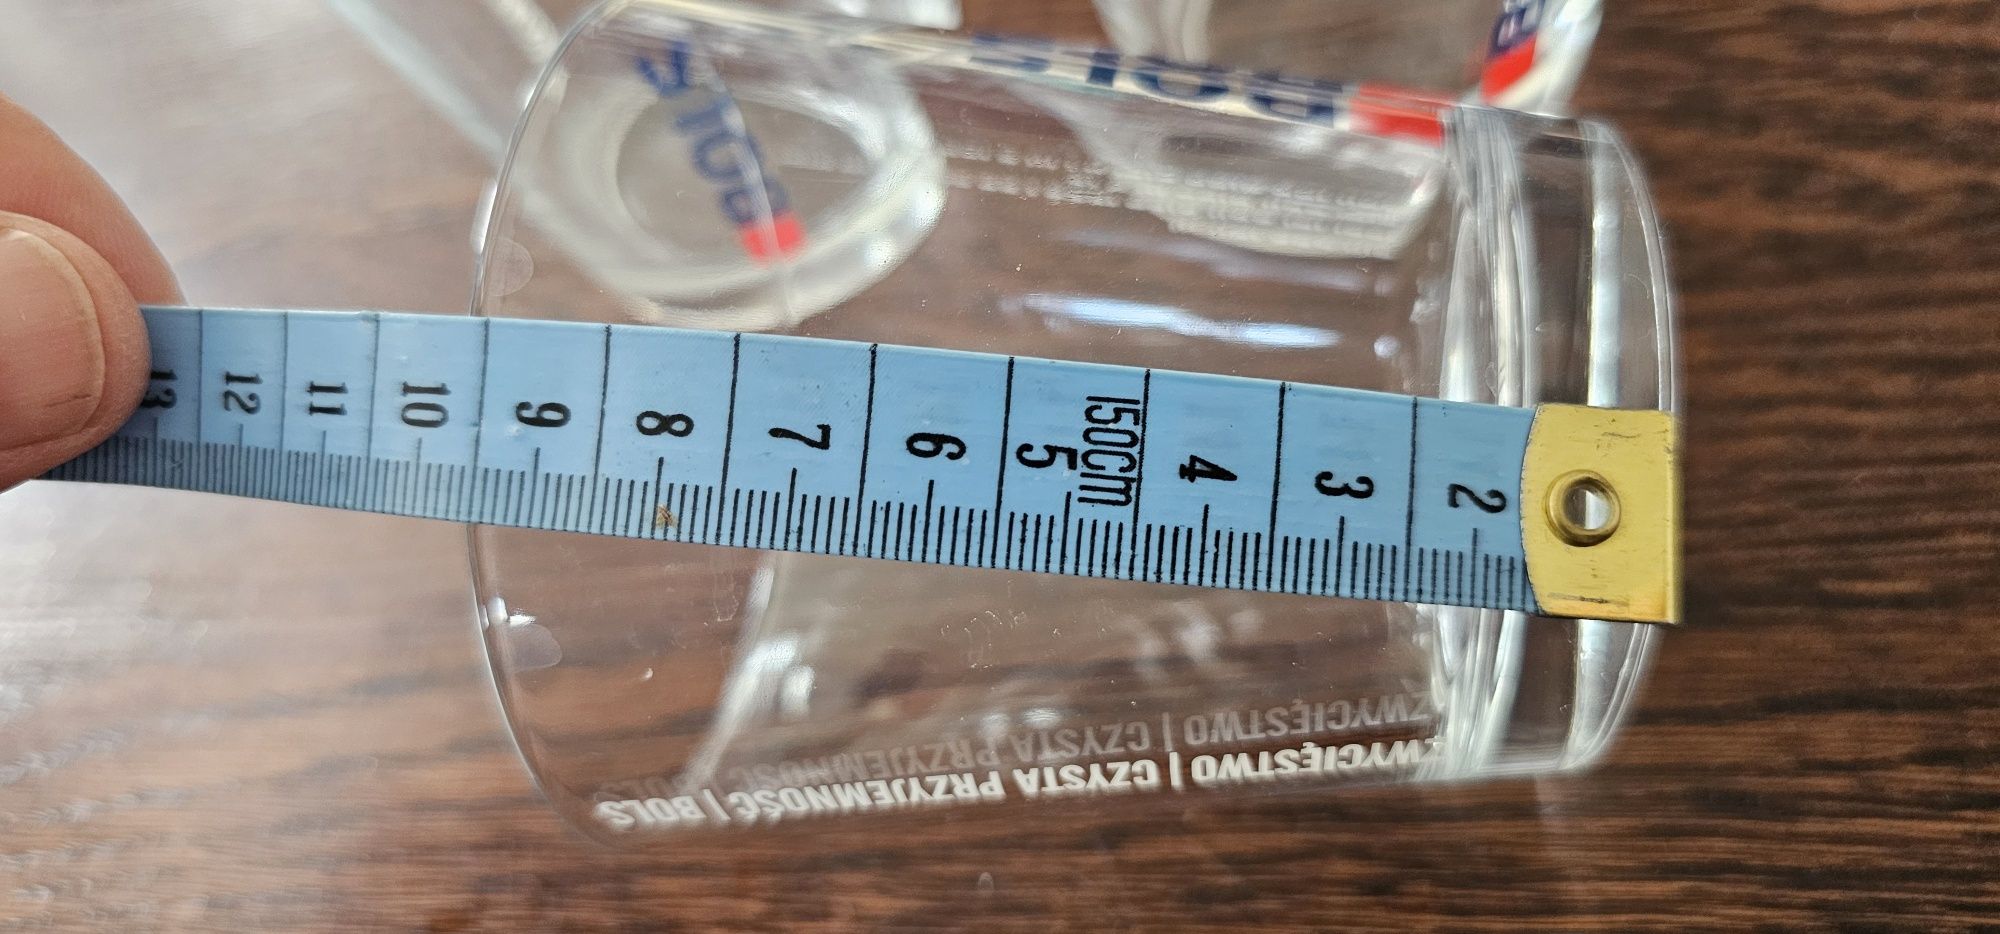 BOLS
BOLS
13 12 11 10 9 8 7 6 5 4 3 2
150cm
ZWYCIĘSTWO | CZYSTA PRZYJEMNOŚĆ | BOLS